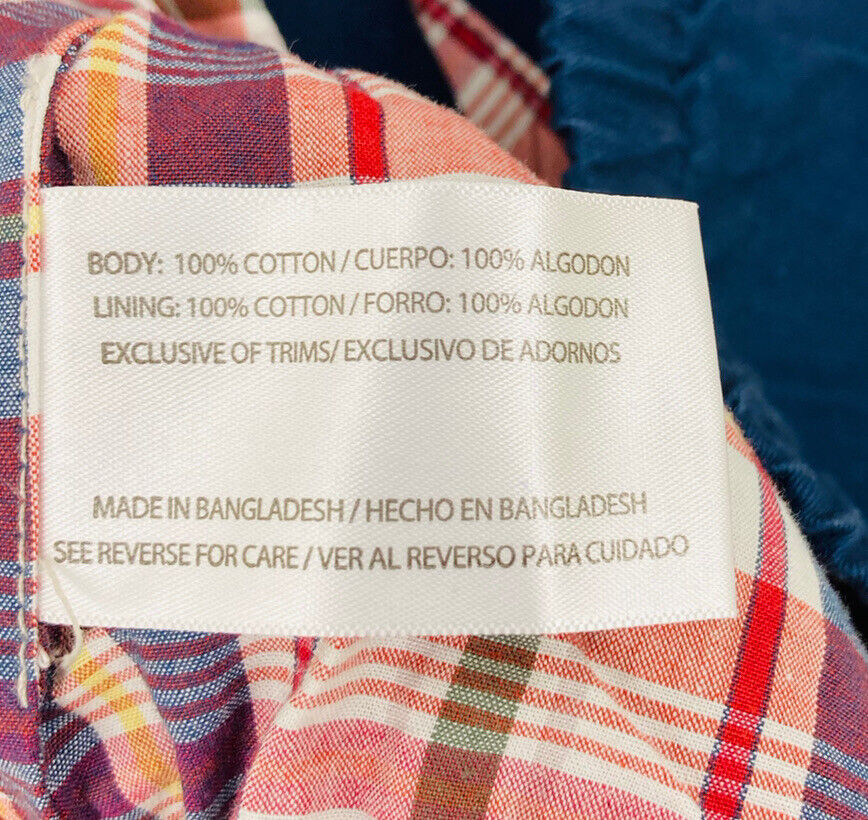 BODY: 100% COTTON / CUERPO: 100% ALGODON
LINING: 100% COTTON / FORRO: 100% ALGODON
EXCLUSIVE OF TRIMS/ EXCLUSIVO DE ADORNOS
MADE IN BANGLADESH / HECHO EN BANGLADESH
SEE REVERSE FOR CARE / VER AL REVERSO PARA CUIDADO